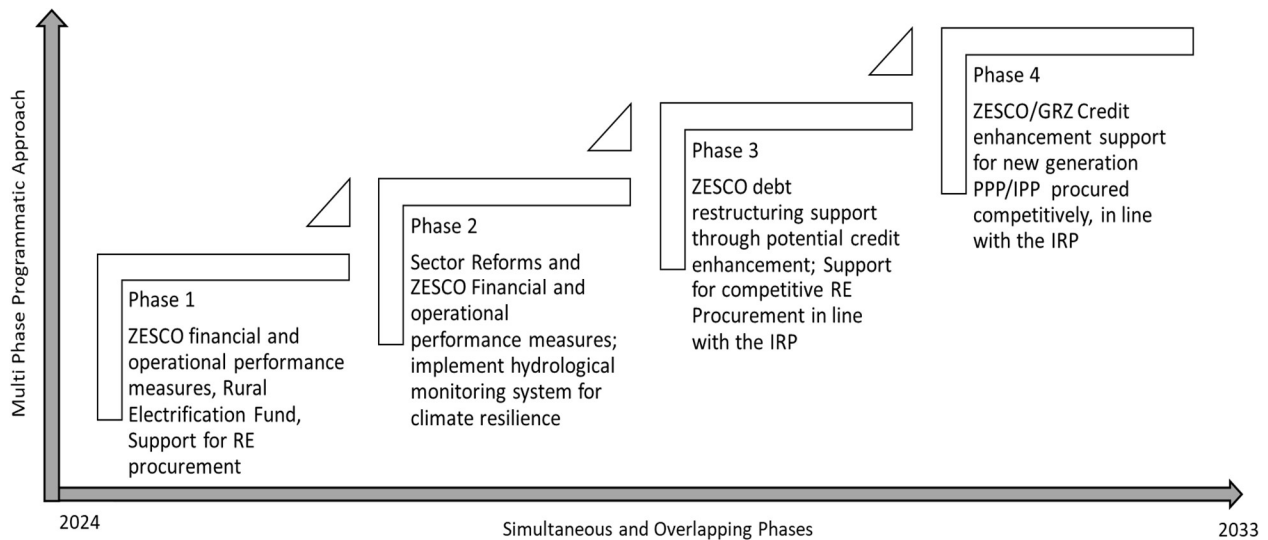 Multi Phase Programmatic Approach
Phase 1
ZESCO financial and
operational performance
measures, Rural
Electrification Fund,
Support for RE
procurement
Phase 2
Sector Reforms and
ZESCO Financial and
operational
performance measures;
implement hydrological
monitoring system for
climate resilience
Phase 3
ZESCO debt
restructuring support
through potential credit
enhancement; Support
for competitive RE
Procurement in line
with the IRP
Phase 4
ZESCO/GRZ Credit
enhancement support
for new generation
PPP/IPP procured
competitively, in line
with the IRP
2024
Simultaneous and Overlapping Phases
2033